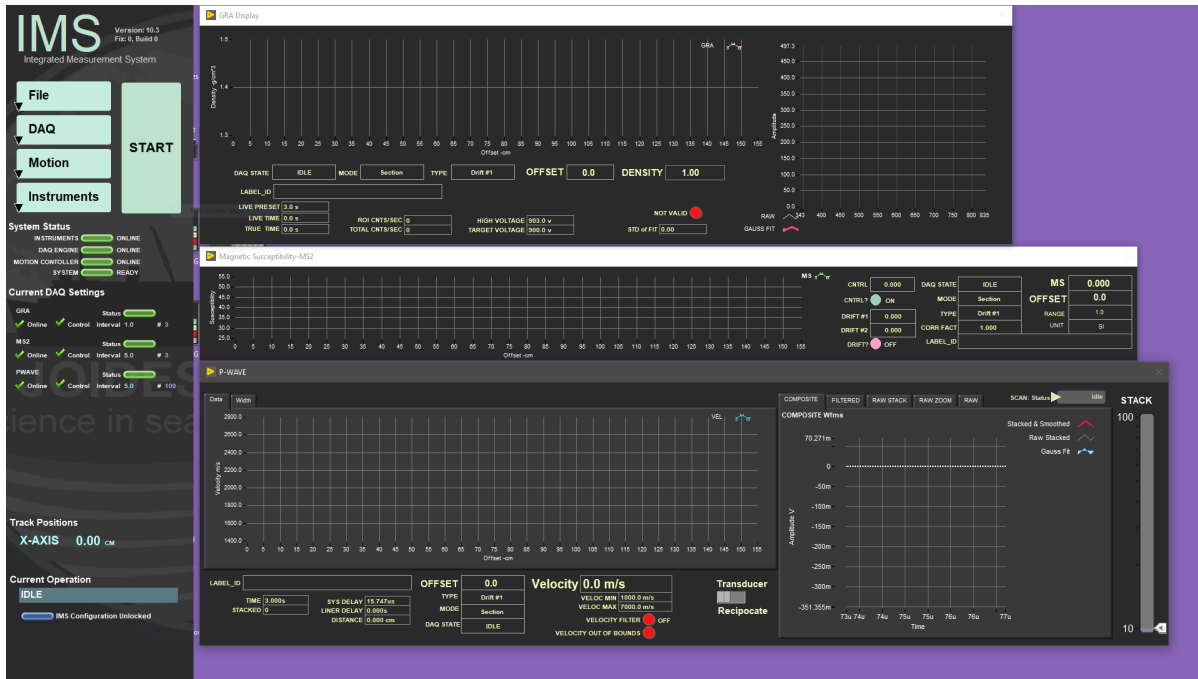 IMS
Version: 10.3
Fix: 0, Build 0
Integrated Measurement System
File
DAQ
Motion
Instruments
START
System Status
INSTRUMENTS ONLINE
DAQ ENGINE ONLINE
MOTION CONTOLLER ONLINE
SYSTEM READY
Current DAQ Settings
GRA Status
Online Control Interval 1.0 # 3
MS2 Status
Online Control Interval 5.0 # 3
PWAVE Status
Online Control Interval 5.0 # 100
JOIDES
ience in sea
Track Positions
X-AXIS 0.00 CM
Current Operation
IDLE
IMS Configuration Unlocked
GRA Display
GRA
Density -g/cm^3
1.5
1.4
1.3
0 5 10 15 20 25 30 35 40 45 50 55 60 65 70 75 80 85 90 95 100 105 110 115 120 125 130 135 140 145 150 155
Offset -cm
Amplitude
497.3
450.0
400.0
350.0
300.0
250.0
200.0
150.0
100.0
50.0
0.0
343 400 450 500 550 600 650 700 750 800 835
RAW
GAUSS FIT
DAQ STATE IDLE MODE Section TYPE Drift #1 OFFSET 0.0 DENSITY 1.00
LABEL_ID
LIVE PRESET 3.0 s
LIVE TIME 0.0 s
TRUE TIME 0.0 s
ROI CNTS/SEC 0
TOTAL CNTS/SEC 0
HIGH VOLTAGE 903.0 v
TARGET VOLTAGE 900.0 v
NOT VALID
STD of FIT 0.00
Magnetic Susceptibility-MS2
MS
Susceptibility
55.0
50.0
45.0
40.0
35.0
30.0
25.0
0 5 10 15 20 25 30 35 40 45 50 55 60 65 70 75 80 85 90 95 100 105 110 115 120 125 130 135 140 145 150 155
Offset -cm
CNTRL 0.000
CNTRL? ON
DRIFT #1 0.000
DRIFT #2 0.000
DRIFT? OFF
DAQ STATE IDLE
MODE Section
TYPE Drift #1
CORR FACT 1.000
LABEL_ID
MS 0.000
OFFSET 0.0
RANGE 1.0
UNIT SI
P-WAVE
Data Width
VEL
Velocity m/s
2800.0
2600.0
2400.0
2200.0
2000.0
1800.0
1600.0
1400.0
0 5 10 15 20 25 30 35 40 45 50 55 60 65 70 75 80 85 90 95 100 105 110 115 120 125 130 135 140 145 150 155
Offset -cm
LABEL_ID
TIME 3.000s
STACKED 0
SYS DELAY 15.747us
LINER DELAY 0.000s
DISTANCE 0.000 cm
OFFSET 0.0
TYPE Drift #1
MODE Section
DAQ STATE IDLE
Velocity 0.0 m/s
VELOC MIN 1000.0 m/s
VELOC MAX 7000.0 m/s
VELOCITY FILTER OFF
VELOCITY OUT OF BOUNDS
Transducer
Recipocate
COMPOSITE FILTERED RAW STACK RAW ZOOM RAW
SCAN: Status Idle
COMPOSITE Wfms
Stacked & Smoothed
Raw Stacked
Gauss Fit
Amplitude V
70.271m
0
-50m
-100m
-150m
-200m
-250m
-300m
-351.355m
73u 74u 74u 75u 75u 76u 76u 77u
Time
STACK
100
10